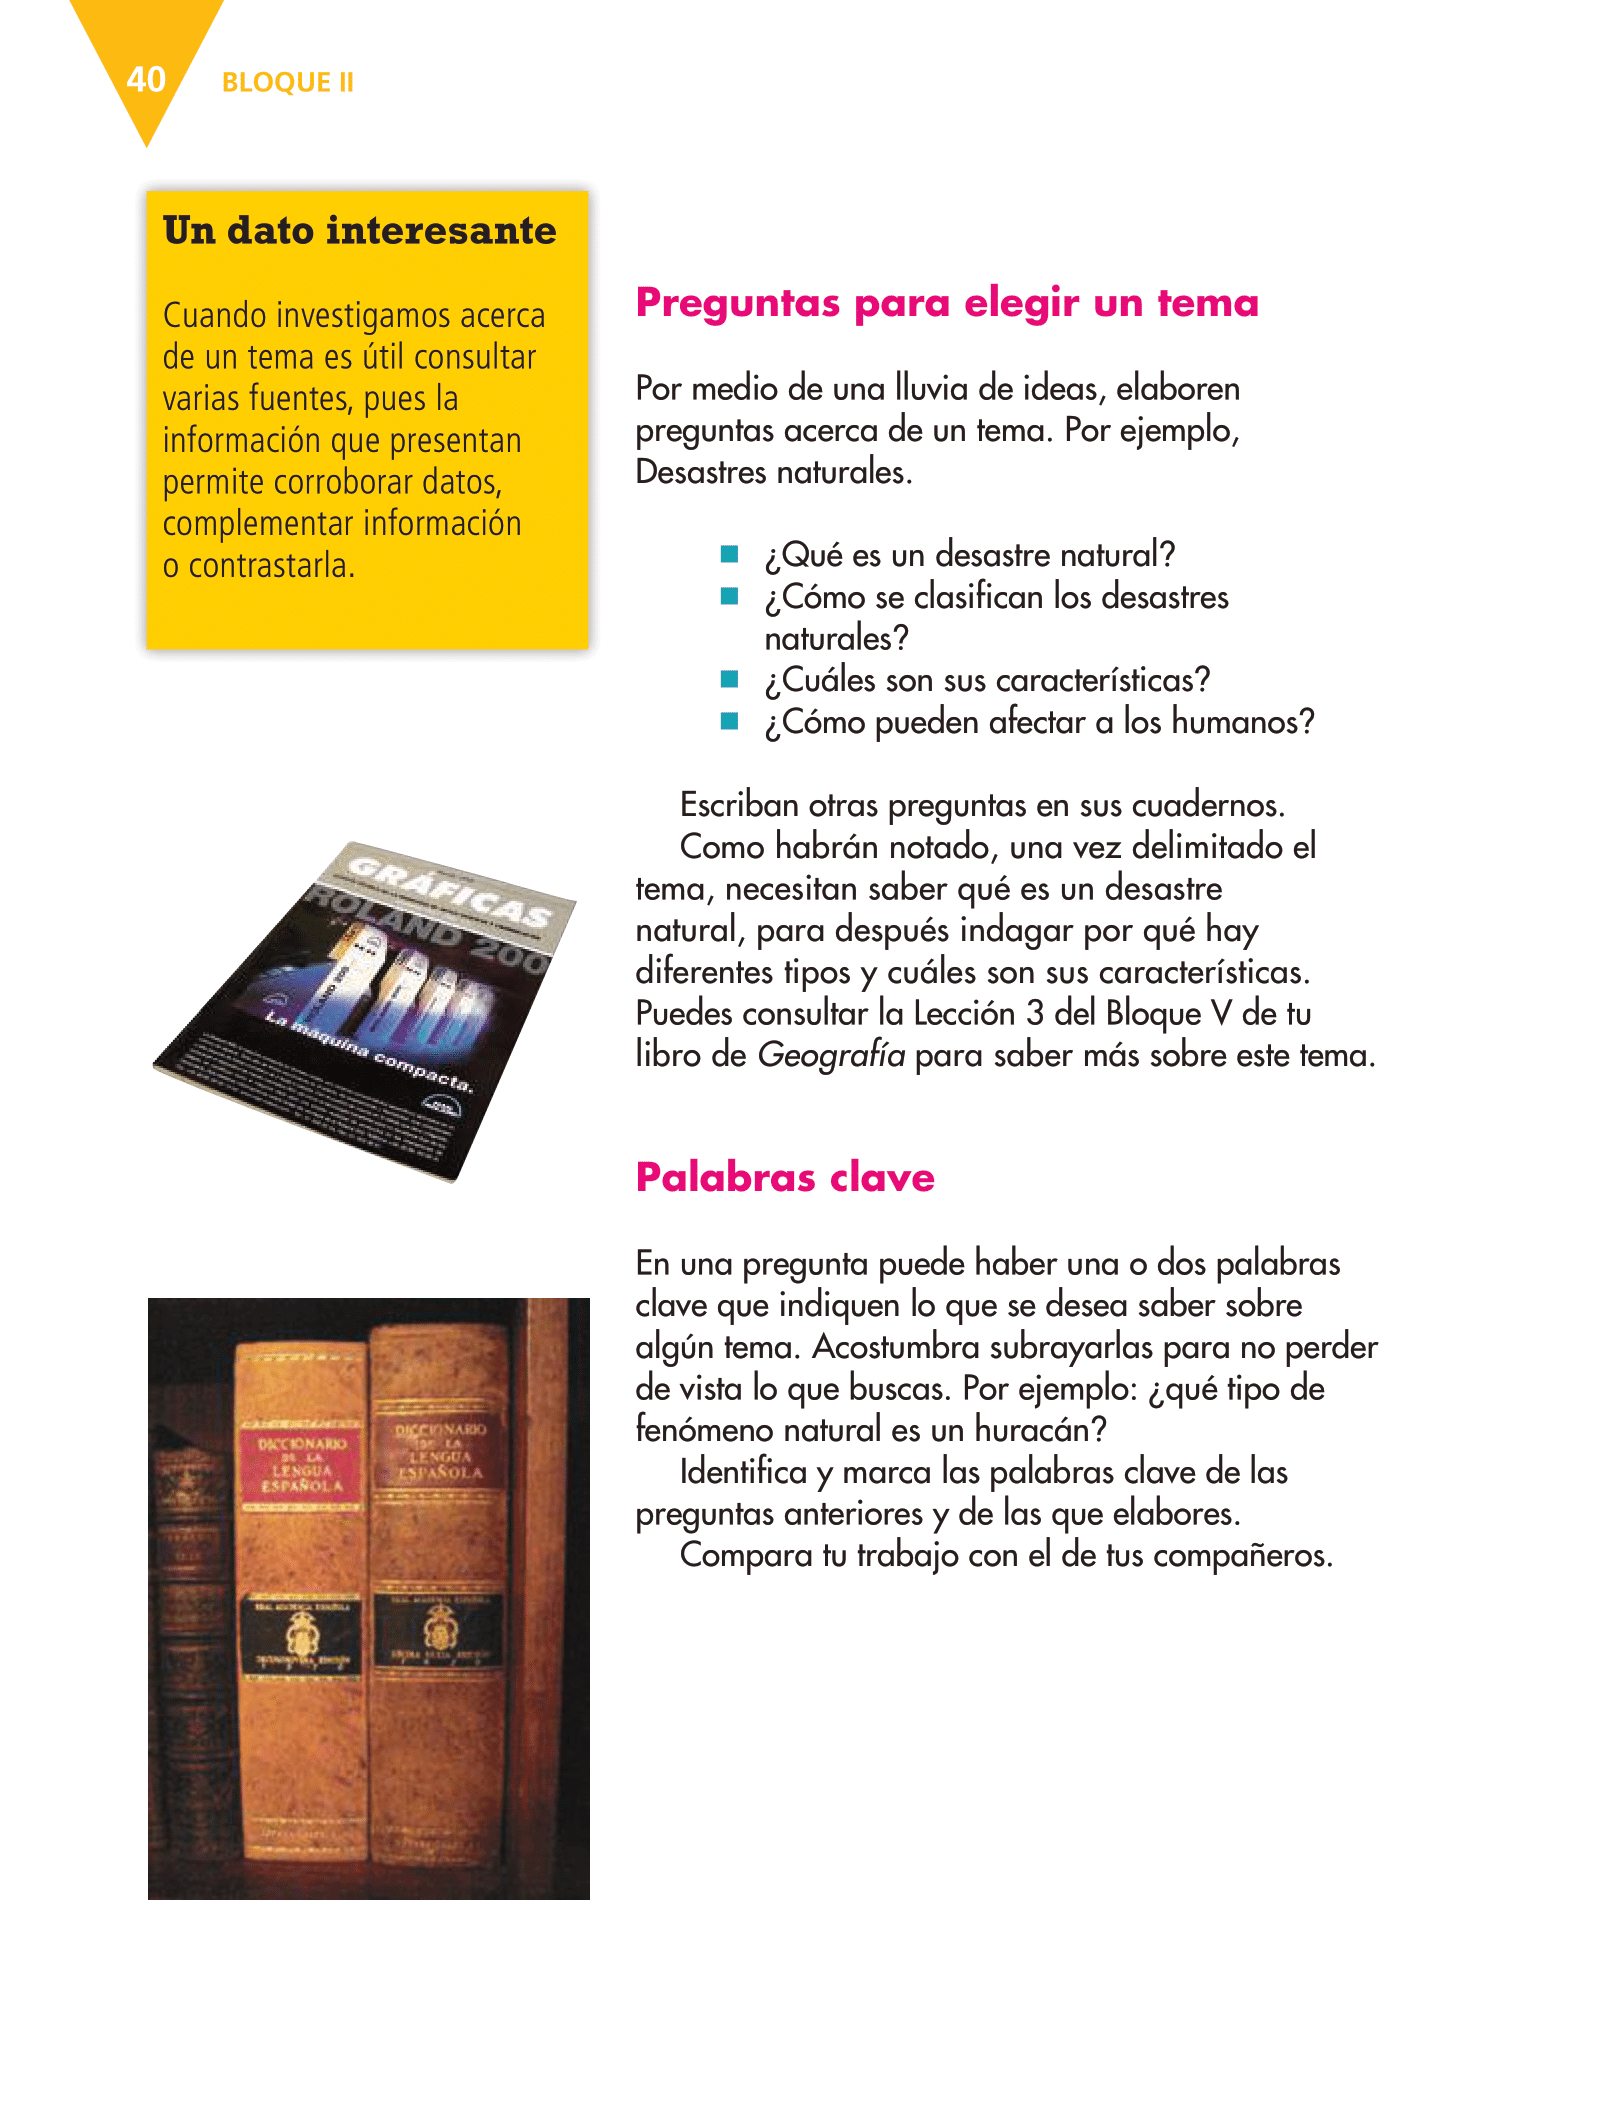 40
BLOQUE II
Un dato interesante
Cuando investigamos acerca
de un tema es útil consultar
varias fuentes, pues la
información que presentan
permite corroborar datos,
complementar información
o contrastarla.
Preguntas para elegir un tema
Por medio de una lluvia de ideas, elaboren
preguntas acerca de un tema. Por ejemplo,
Desastres naturales.
¿Qué es un desastre natural?
¿Cómo se clasifican los desastres
naturales?
¿Cuáles son sus características?
¿Cómo pueden afectar a los humanos?
Escriban otras preguntas en sus cuadernos.
Como habrán notado, una vez delimitado el
tema, necesitan saber qué es un desastre
natural, para después indagar por qué hay
diferentes tipos y cuáles son sus características.
Puedes consultar la Lección 3 del Bloque V de tu
libro de Geografía para saber más sobre este tema.
GRÁFICAS
ROLAND 200
ROLAND 200
La máquina compacta.
Palabras clave
En una pregunta puede haber una o dos palabras
clave que indiquen lo que se desea saber sobre
algún tema. Acostumbra subrayarlas para no perder
de vista lo que buscas. Por ejemplo: ¿qué tipo de
fenómeno natural es un huracán?
Identifica y marca las palabras clave de las
preguntas anteriores y de las que elabores.
Compara tu trabajo con el de tus compañeros.
DICCIONARIO
DE LA
LENGUA
ESPAÑOLA
REAL ACADEMIA ESPAÑOLA
DICCIONARIO
DE LA
LENGUA
ESPAÑOLA
REAL ACADEMIA ESPAÑOLA